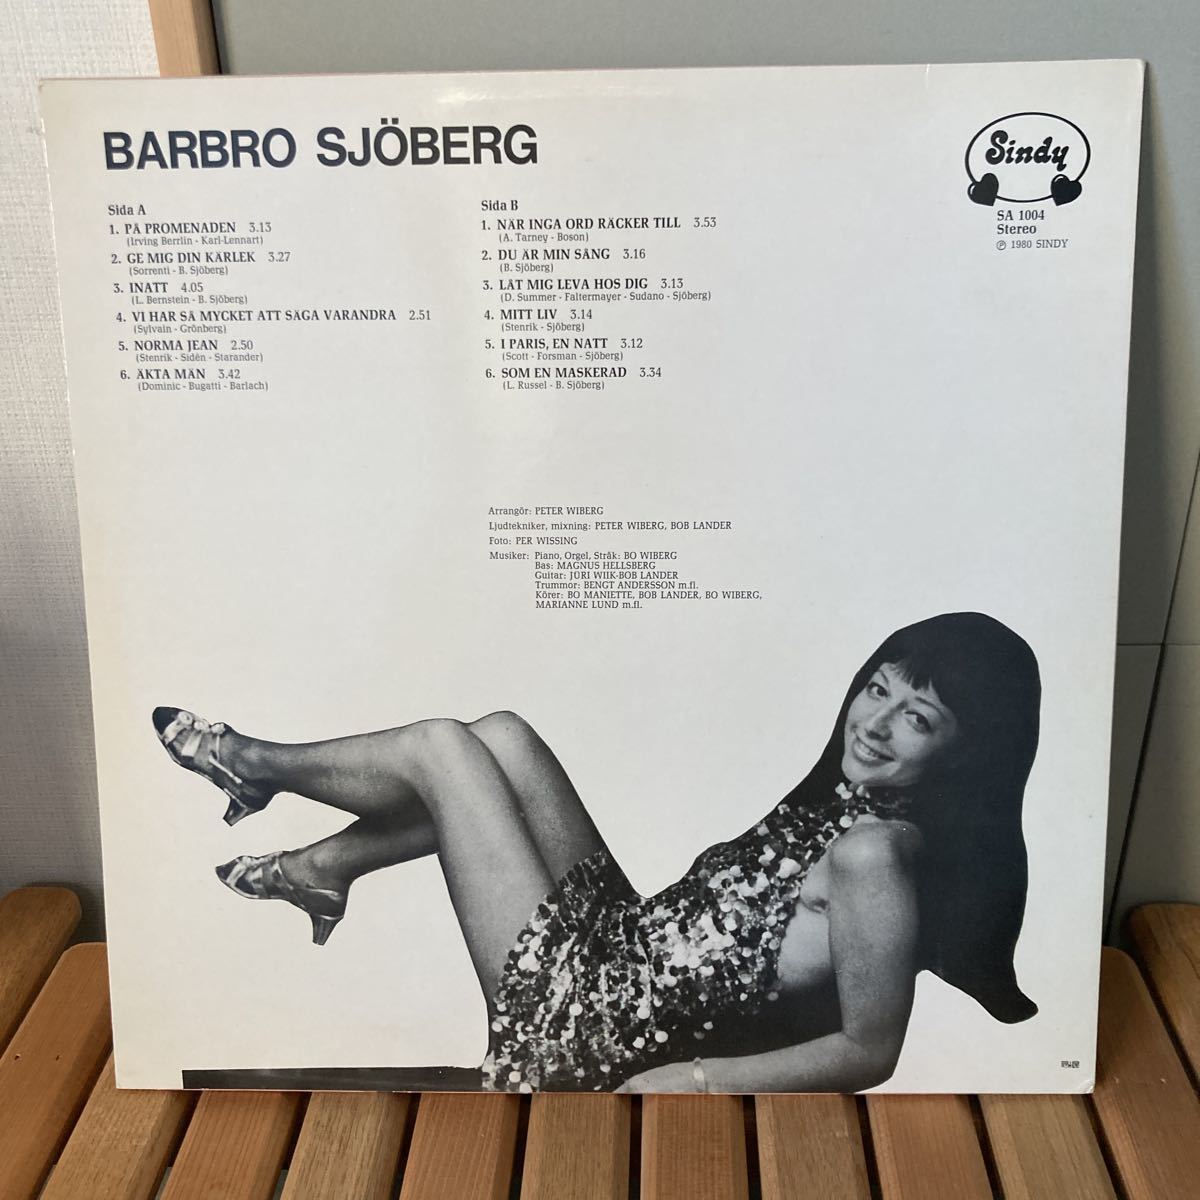 BARBRO SJÖBERG
Sindy
SA 1004
Stereo
℗ 1980 SINDY
Sida A
1. PÅ PROMENADEN 3.13
(Irving Berrlin - Karl-Lennart)
2. GE MIG DIN KÄRLEK 3.27
(Sorrenti - B. Sjöberg)
3. INATT 4.05
(L. Bernstein - B. Sjöberg)
4. VI HAR SÅ MYCKET ATT SÄGA VARANDRA 2.51
(Sylvain - Grönberg)
5. NORMA JEAN 2.50
(Stenrik - Sidén - Starander)
6. ÄKTA MÄN 3.42
(Dominic - Bugatti - Barlach)
Sida B
1. NÄR INGA ORD RÄCKER TILL 3.53
(A. Tarney - Boson)
2. DU ÄR MIN SÅNG 3.16
(B. Sjöberg)
3. LÅT MIG LEVA HOS DIG 3.13
(D. Summer - Faltermayer - Sudano - Sjöberg)
4. MITT LIV 3.14
(Stenrik - Sjöberg)
5. I PARIS, EN NATT 3.12
(Scott - Forsman - Sjöberg)
6. SOM EN MASKERAD 3.34
(L. Russel - B. Sjöberg)
Arrangör: PETER WIBERG
Ljudtekniker, mixning: PETER WIBERG, BOB LANDER
Foto: PER WISSING
Musiker: Piano, Orgel, Stråk: BO WIBERG
Bas: MAGNUS HELLSBERG
Guitar: JÜRI WIIK-BOB LANDER
Trummor: BENGT ANDERSSON m.fl.
Körer: BO MANIETTE, BOB LANDER, BO WIBERG,
MARIANNE LUND m.fl.